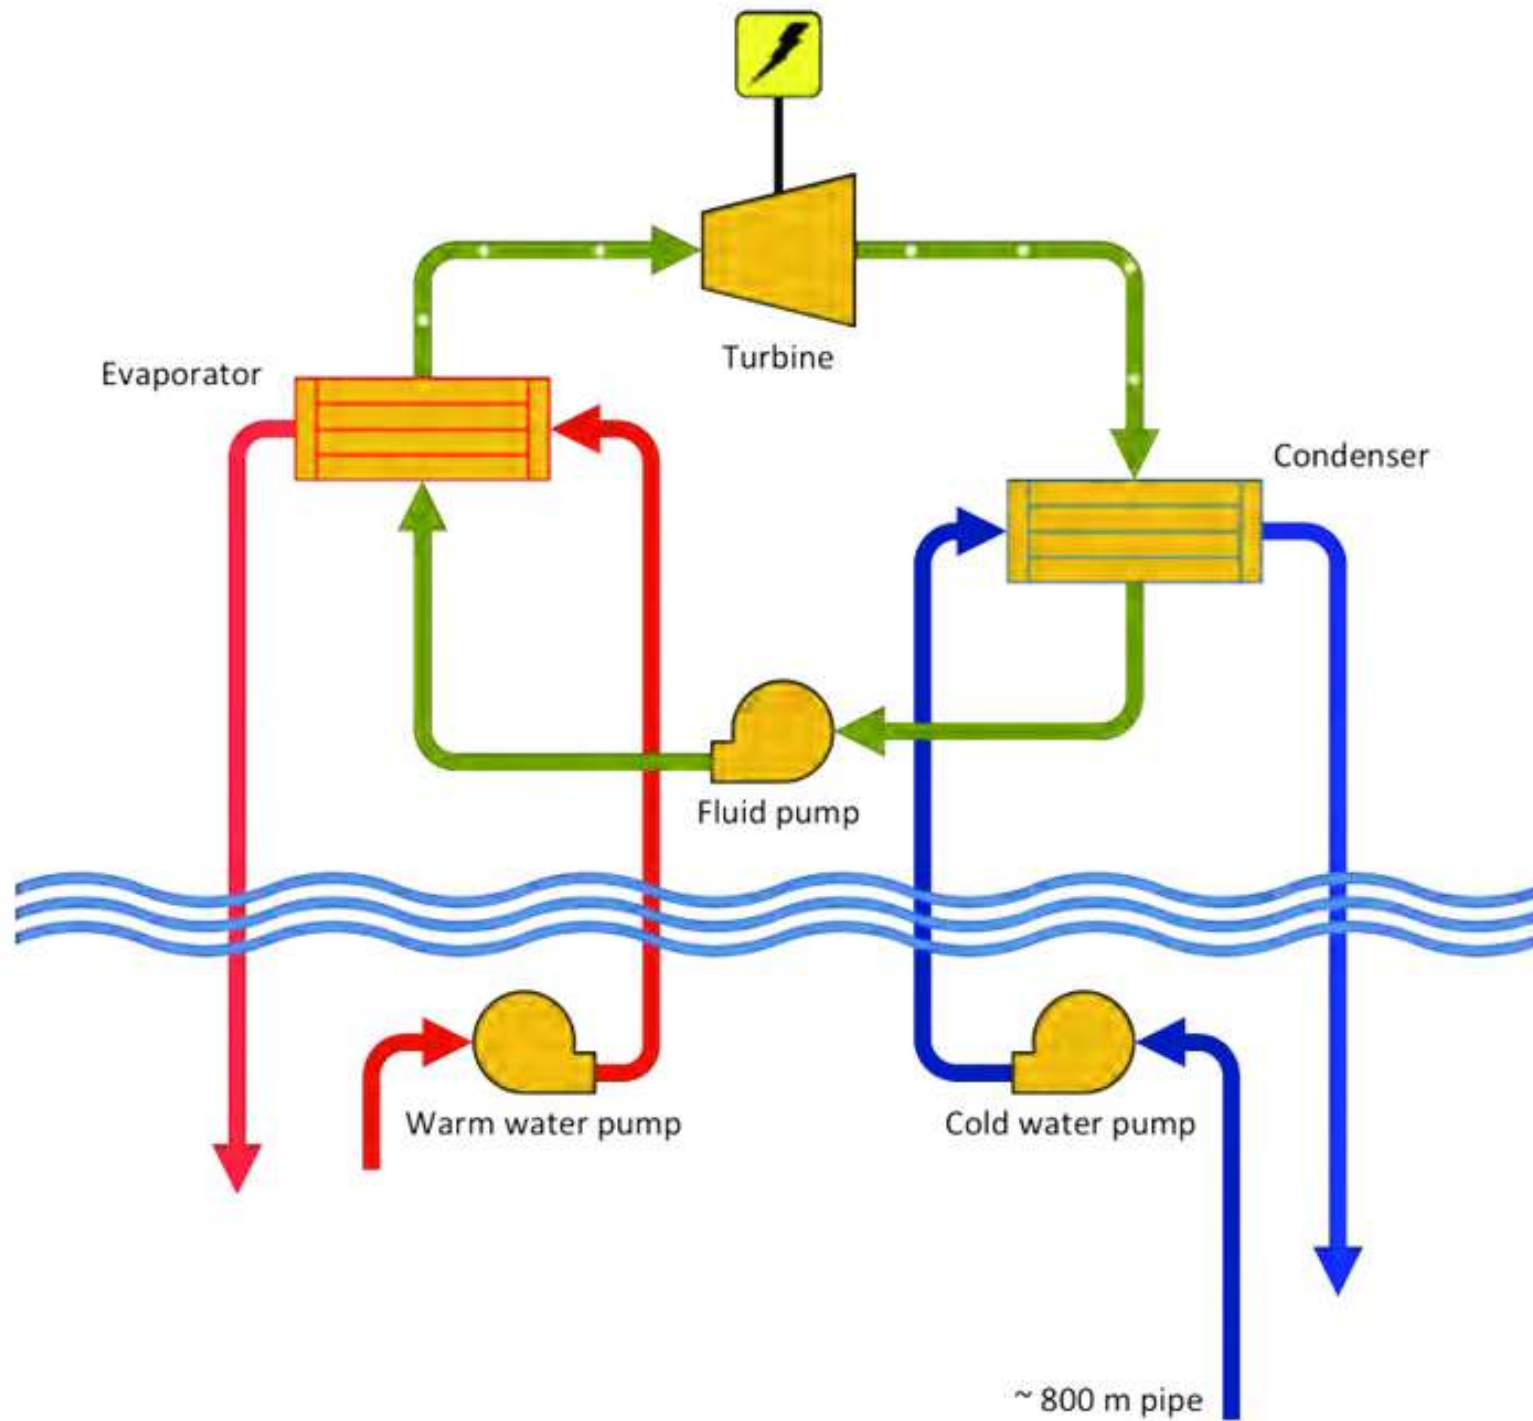 Turbine
Evaporator
Condenser
Fluid pump
Warm water pump
Cold water pump
~ 800 m pipe